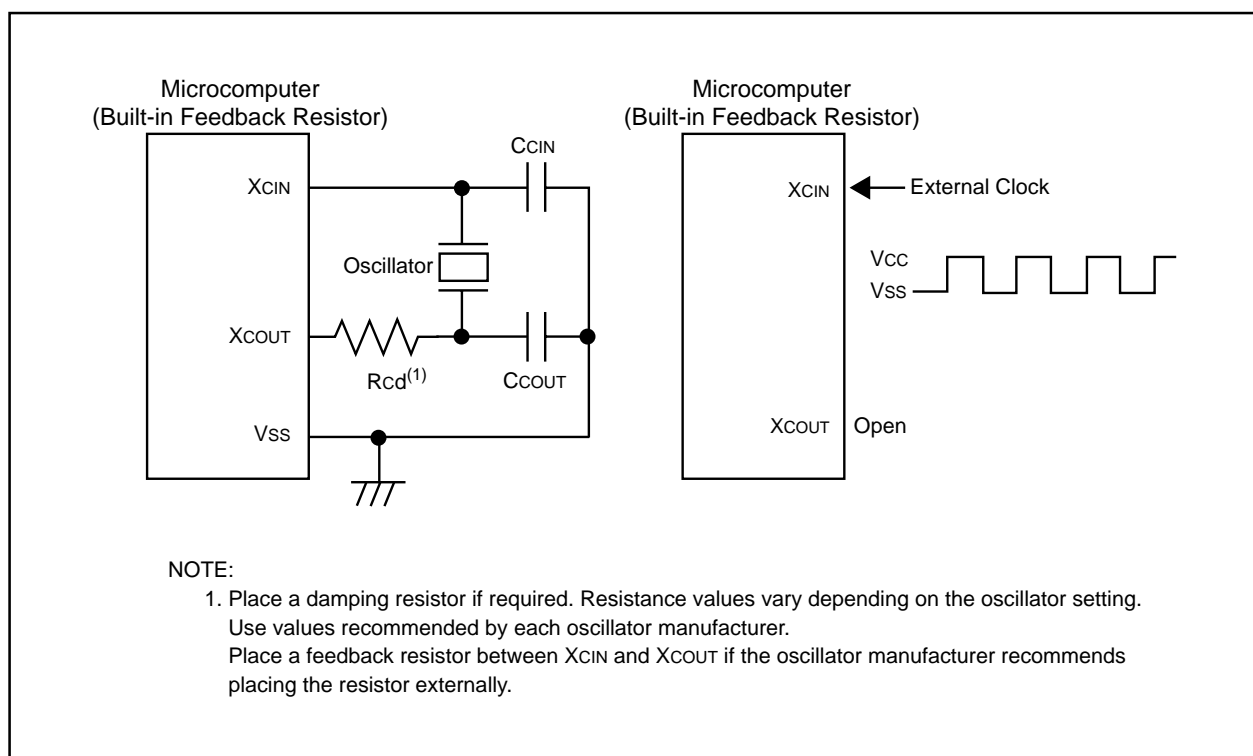 Microcomputer
(Built-in Feedback Resistor)
XCIN
CCIN
Oscillator
XCOUT
RCd(1)
CCOUT
VSS
Microcomputer
(Built-in Feedback Resistor)
XCIN
External Clock
VCC
VSS
XCOUT
Open
NOTE:
1. Place a damping resistor if required. Resistance values vary depending on the oscillator setting.
Use values recommended by each oscillator manufacturer.
Place a feedback resistor between XCIN and XCOUT if the oscillator manufacturer recommends
placing the resistor externally.